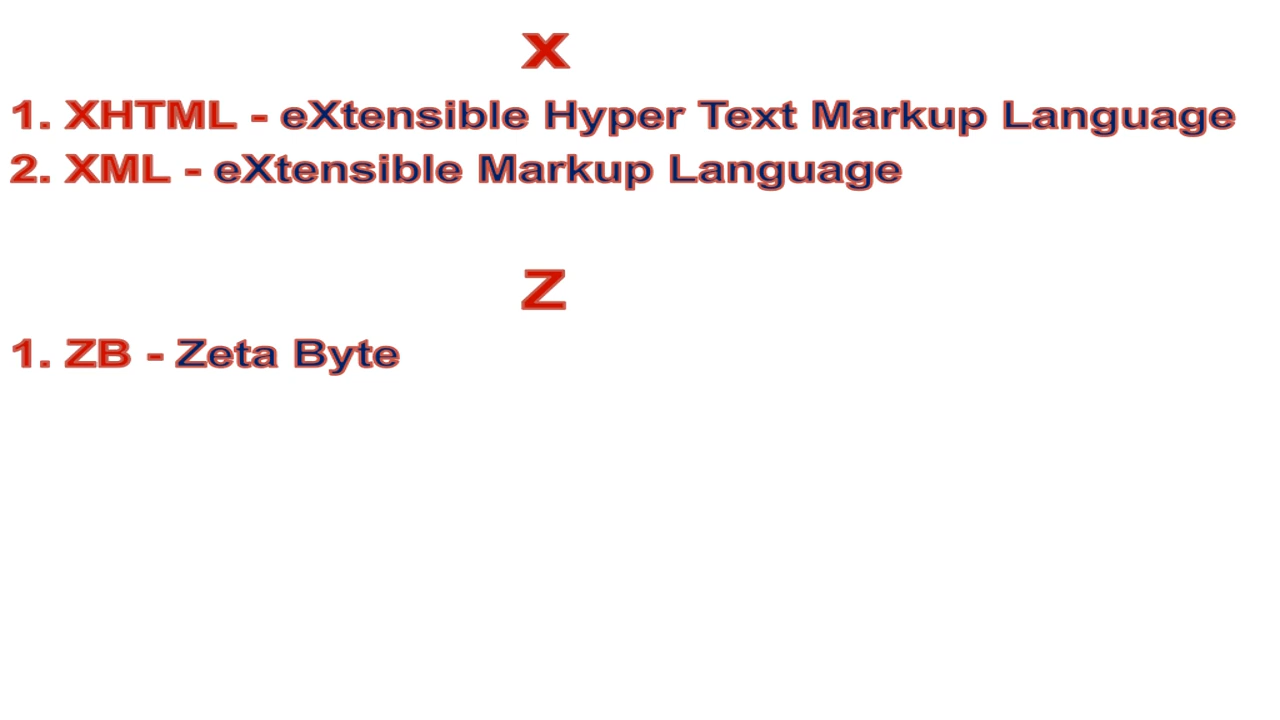 X
1. XHTML - eXtensible Hyper Text Markup Language
2. XML - eXtensible Markup Language
Z
1. ZB - Zeta Byte